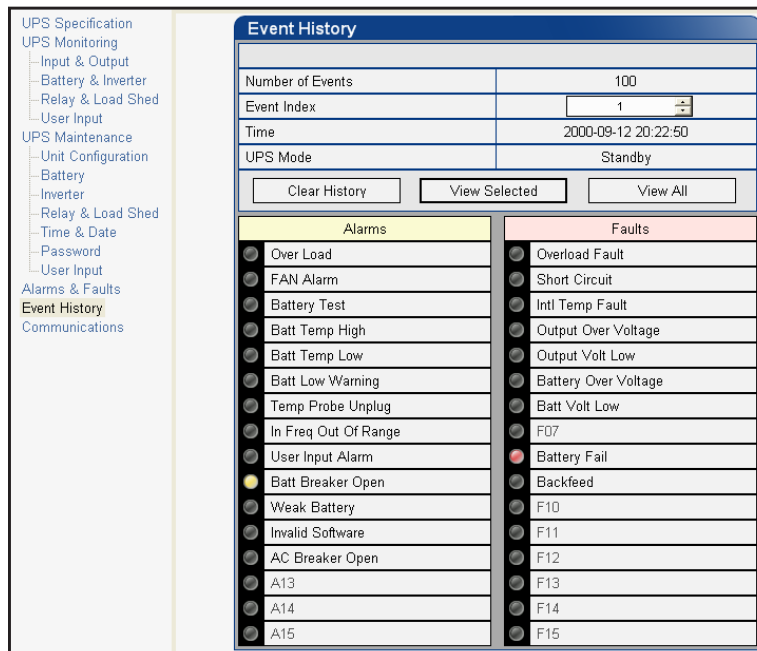 UPS Specification
UPS Monitoring
Input & Output
Battery & Inverter
Relay & Load Shed
User Input
UPS Maintenance
Unit Configuration
Battery
Inverter
Relay & Load Shed
Time & Date
Password
User Input
Alarms & Faults
Event History
Communications
Event History
Number of Events 100
Event Index 1
Time 2000-09-12 20:22:50
UPS Mode Standby
Clear History View Selected View All
Alarms Faults
Over Load Overload Fault
FAN Alarm Short Circuit
Battery Test Intl Temp Fault
Batt Temp High Output Over Voltage
Batt Temp Low Output Volt Low
Batt Low Warning Battery Over Voltage
Temp Probe Unplug Batt Volt Low
In Freq Out Of Range F07
User Input Alarm Battery Fail
Batt Breaker Open Backfeed
Weak Battery F10
Invalid Software F11
AC Breaker Open F12
A13 F13
A14 F14
A15 F15